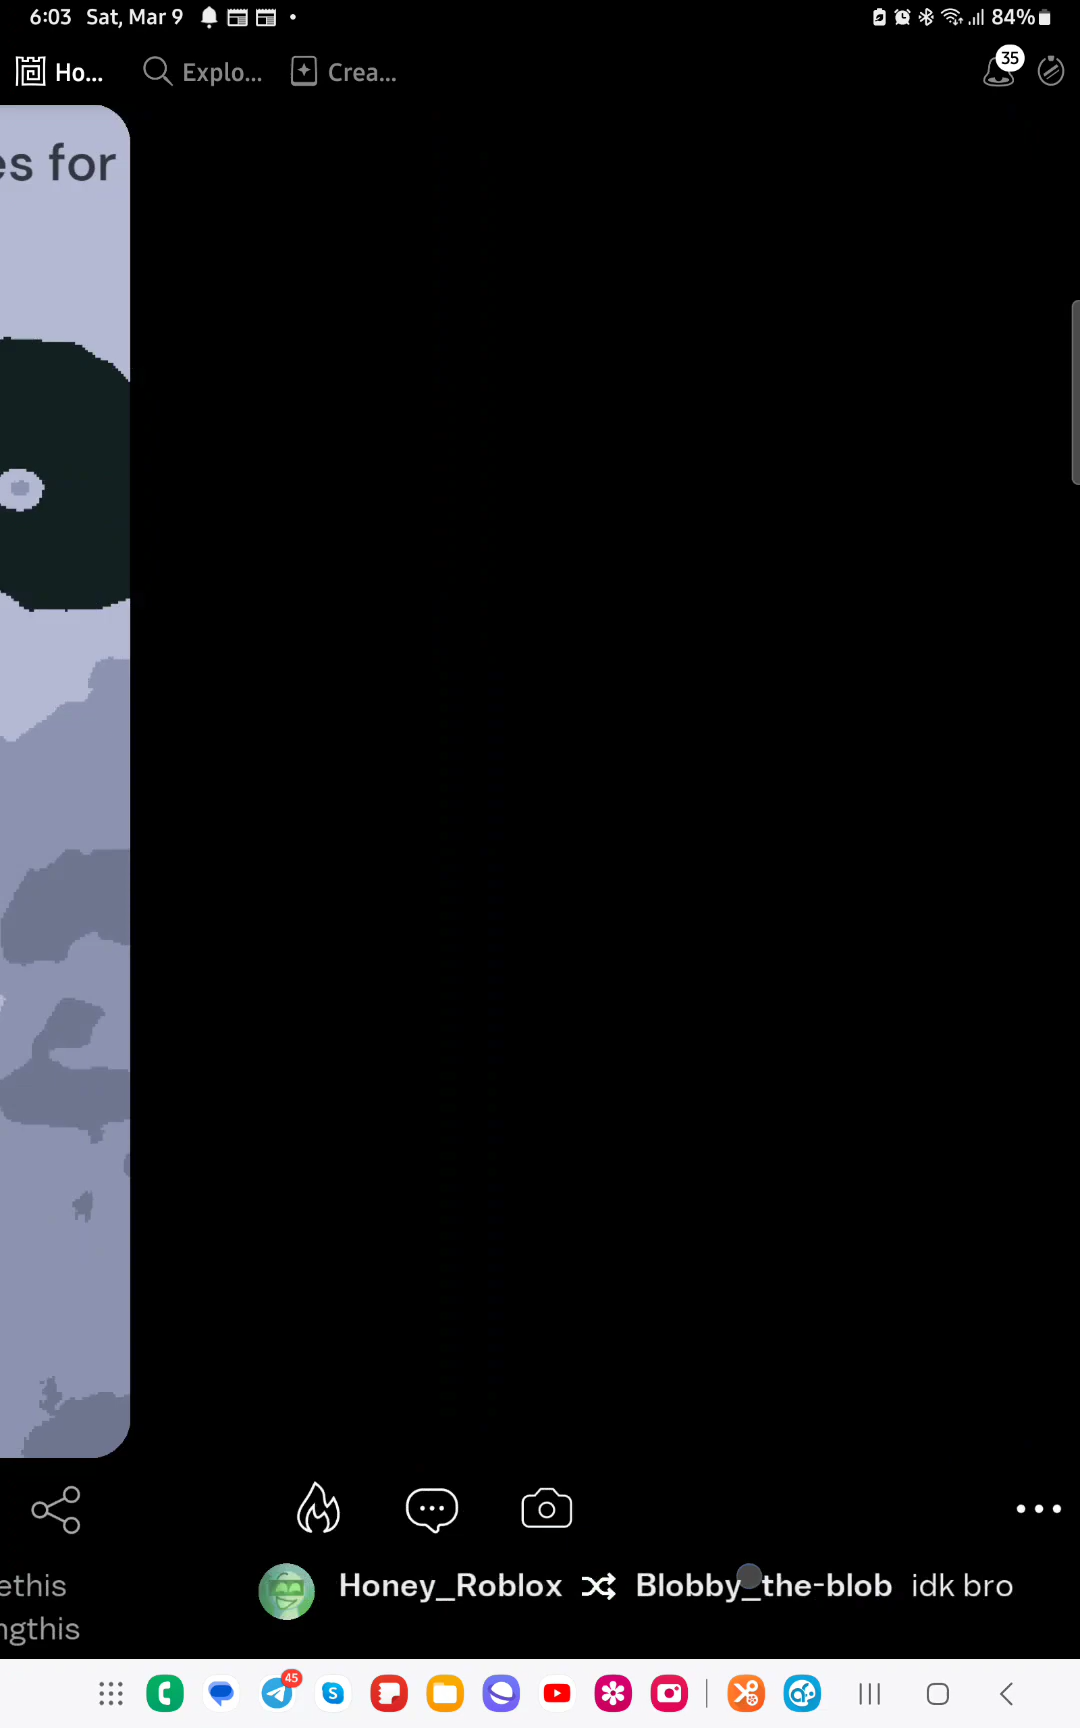 6:03 Sat, Mar 9 84%
Ho... Explo... Crea... 35
es for
ethis
ngthis
Honey_Roblox Blobby_the-blob idk bro
45